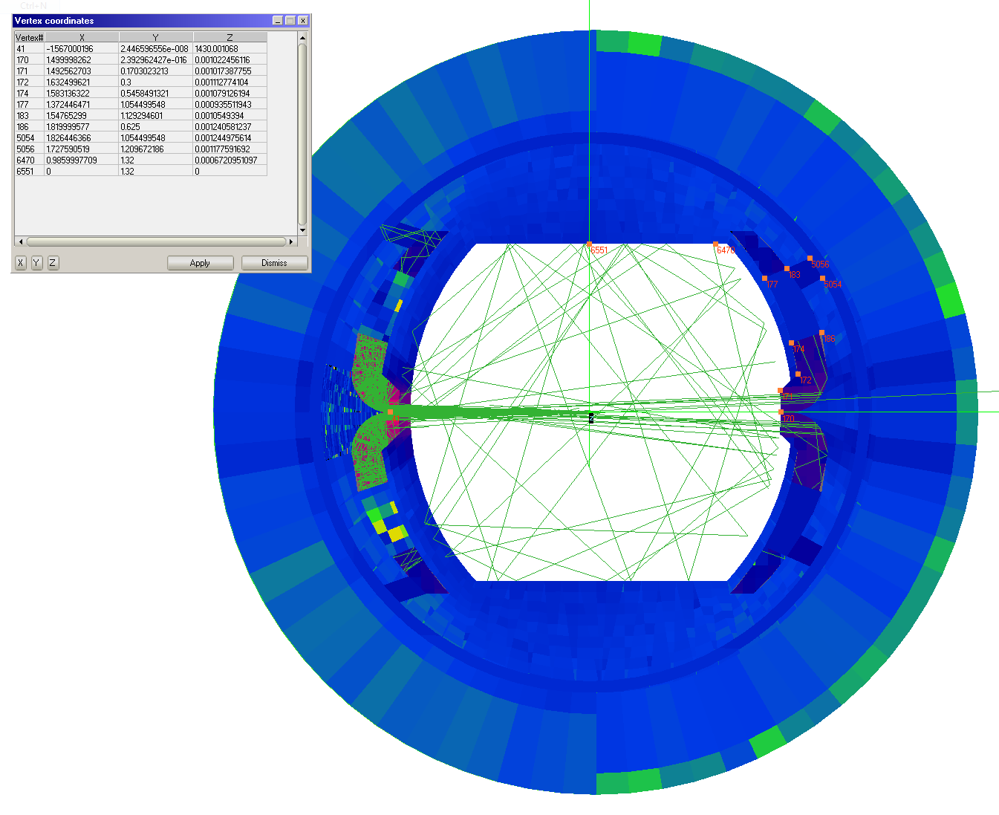 Ctrl+N
Vertex coordinates
Vertex# X Y Z
41 -1.567000196 2.446596556e-008 1430.001068
170 1.499998262 2.392962427e-016 0.001022456116
171 1.492562703 0.1703023213 0.001017387755
172 1.632499621 0.3 0.001112774104
174 1.583136322 0.5458491321 0.001079126194
177 1.372446471 1.054499548 0.000935511943
183 1.54765299 1.129294601 0.0010549394
186 1.819999577 0.625 0.001240581237
5054 1.826446366 1.054499548 0.001244975614
5056 1.727590519 1.209672186 0.001177591692
6470 0.9859997709 1.32 0.0006720951097
6551 0 1.32 0
X Y Z Apply Dismiss
6551
6470
5056
183
177
5054
186
174
172
170
Z